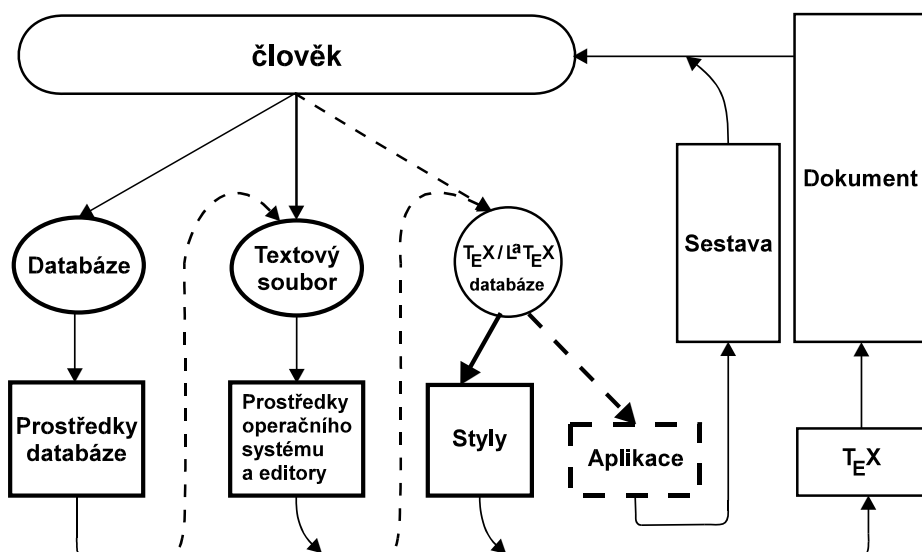 člověk
Dokument
Sestava
Databáze
Textový
soubor
TEX / LaTEX
databáze
Prostředky
databáze
Prostředky
operačního
systému
a editory
Styly
Aplikace
TEX